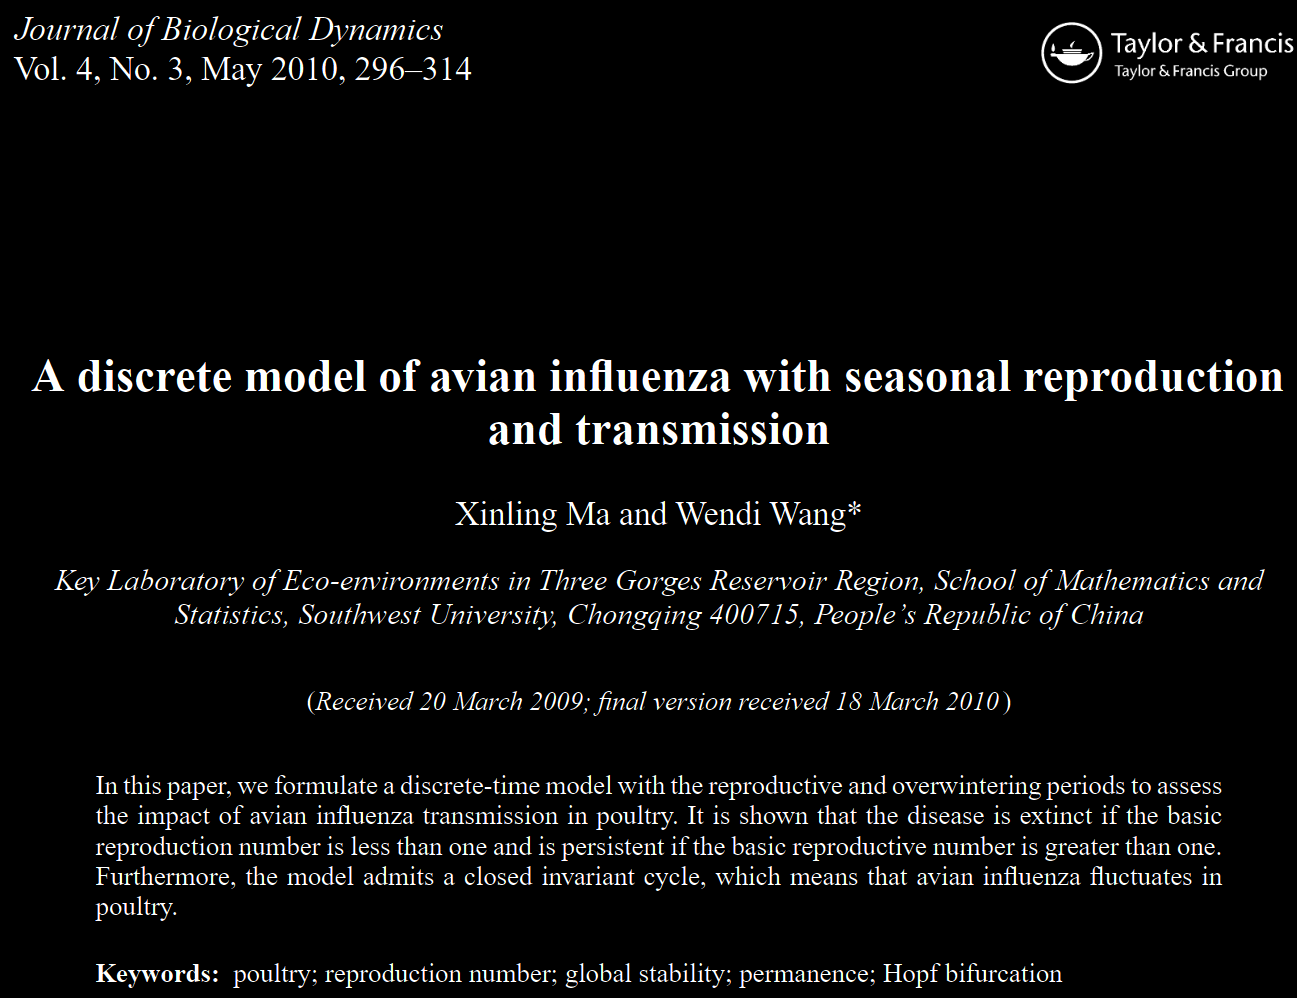 Journal of Biological Dynamics
Vol. 4, No. 3, May 2010, 296–314
Taylor & Francis
Taylor & Francis Group
A discrete model of avian influenza with seasonal reproduction
and transmission
Xinling Ma and Wendi Wang*
Key Laboratory of Eco-environments in Three Gorges Reservoir Region, School of Mathematics and
Statistics, Southwest University, Chongqing 400715, People’s Republic of China
(Received 20 March 2009; final version received 18 March 2010)
In this paper, we formulate a discrete-time model with the reproductive and overwintering periods to assess
the impact of avian influenza transmission in poultry. It is shown that the disease is extinct if the basic
reproduction number is less than one and is persistent if the basic reproductive number is greater than one.
Furthermore, the model admits a closed invariant cycle, which means that avian influenza fluctuates in
poultry.
Keywords: poultry; reproduction number; global stability; permanence; Hopf bifurcation